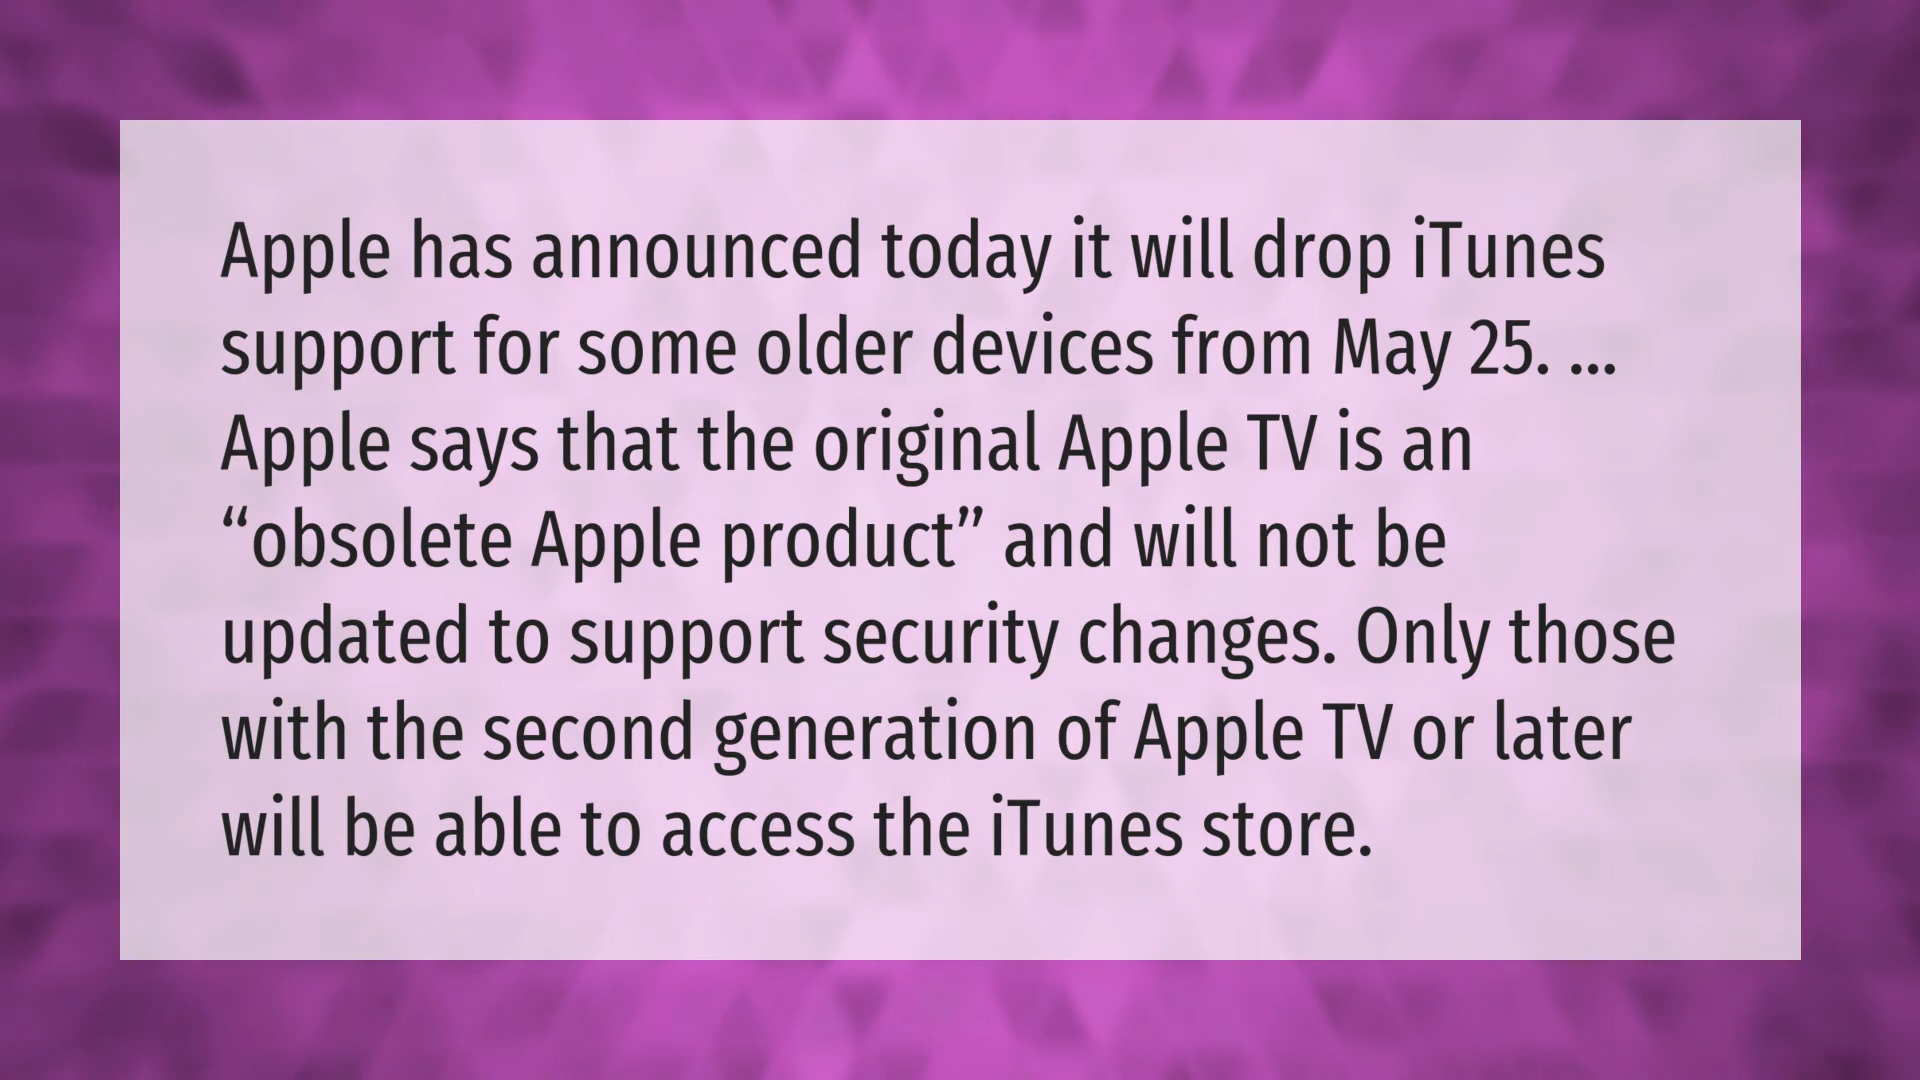 Apple has announced today it will drop iTunes
support for some older devices from May 25. ...
Apple says that the original Apple TV is an
“obsolete Apple product” and will not be
updated to support security changes. Only those
with the second generation of Apple TV or later
will be able to access the iTunes store.